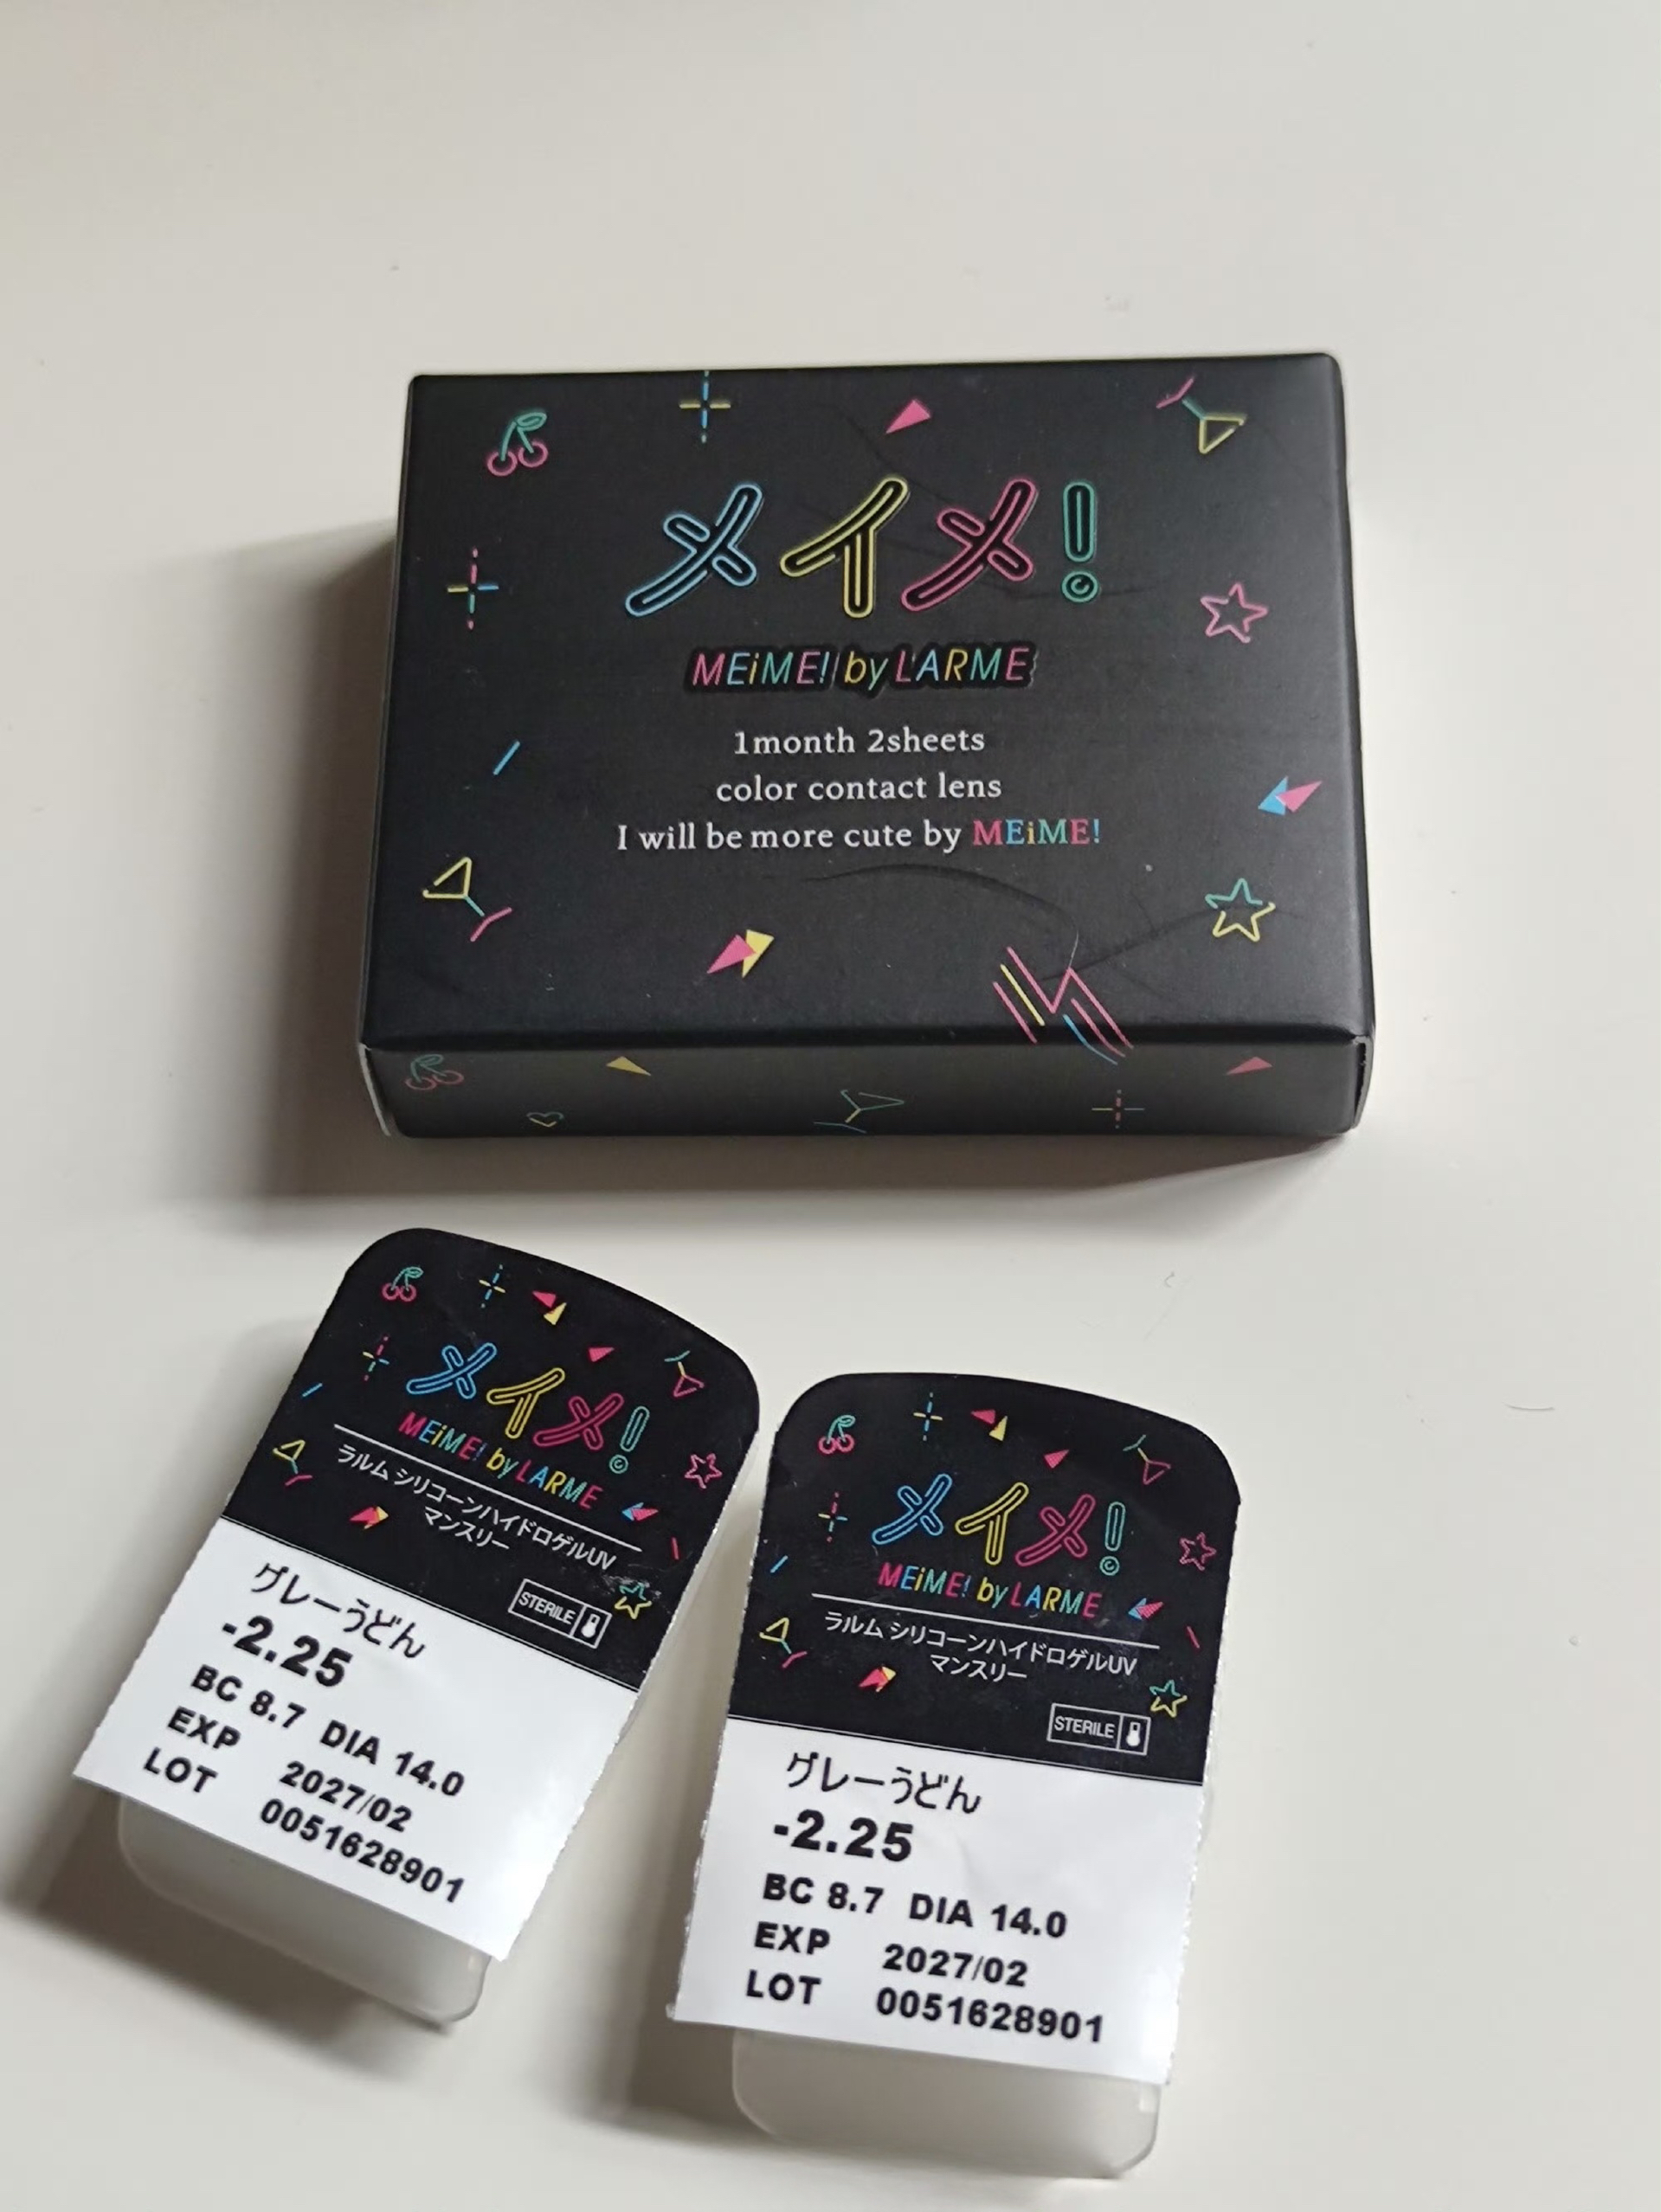 メイメ!
MEiME! by LARME
1month 2sheets
color contact lens
I will be more cute by MEiME!
メイメ!
©
MEiME! by LARME
ラルム シリコーンハイドロゲルUV
マンスリー
STERILE
グレーうどん
-2.25
BC 8.7 DIA 14.0
EXP 2027/02
LOT 0051628901
メイメ!
©
MEiME! by LARME
ラルム シリコーンハイドロゲルUV
マンスリー
STERILE
グレーうどん
-2.25
BC 8.7 DIA 14.0
EXP 2027/02
LOT 0051628901